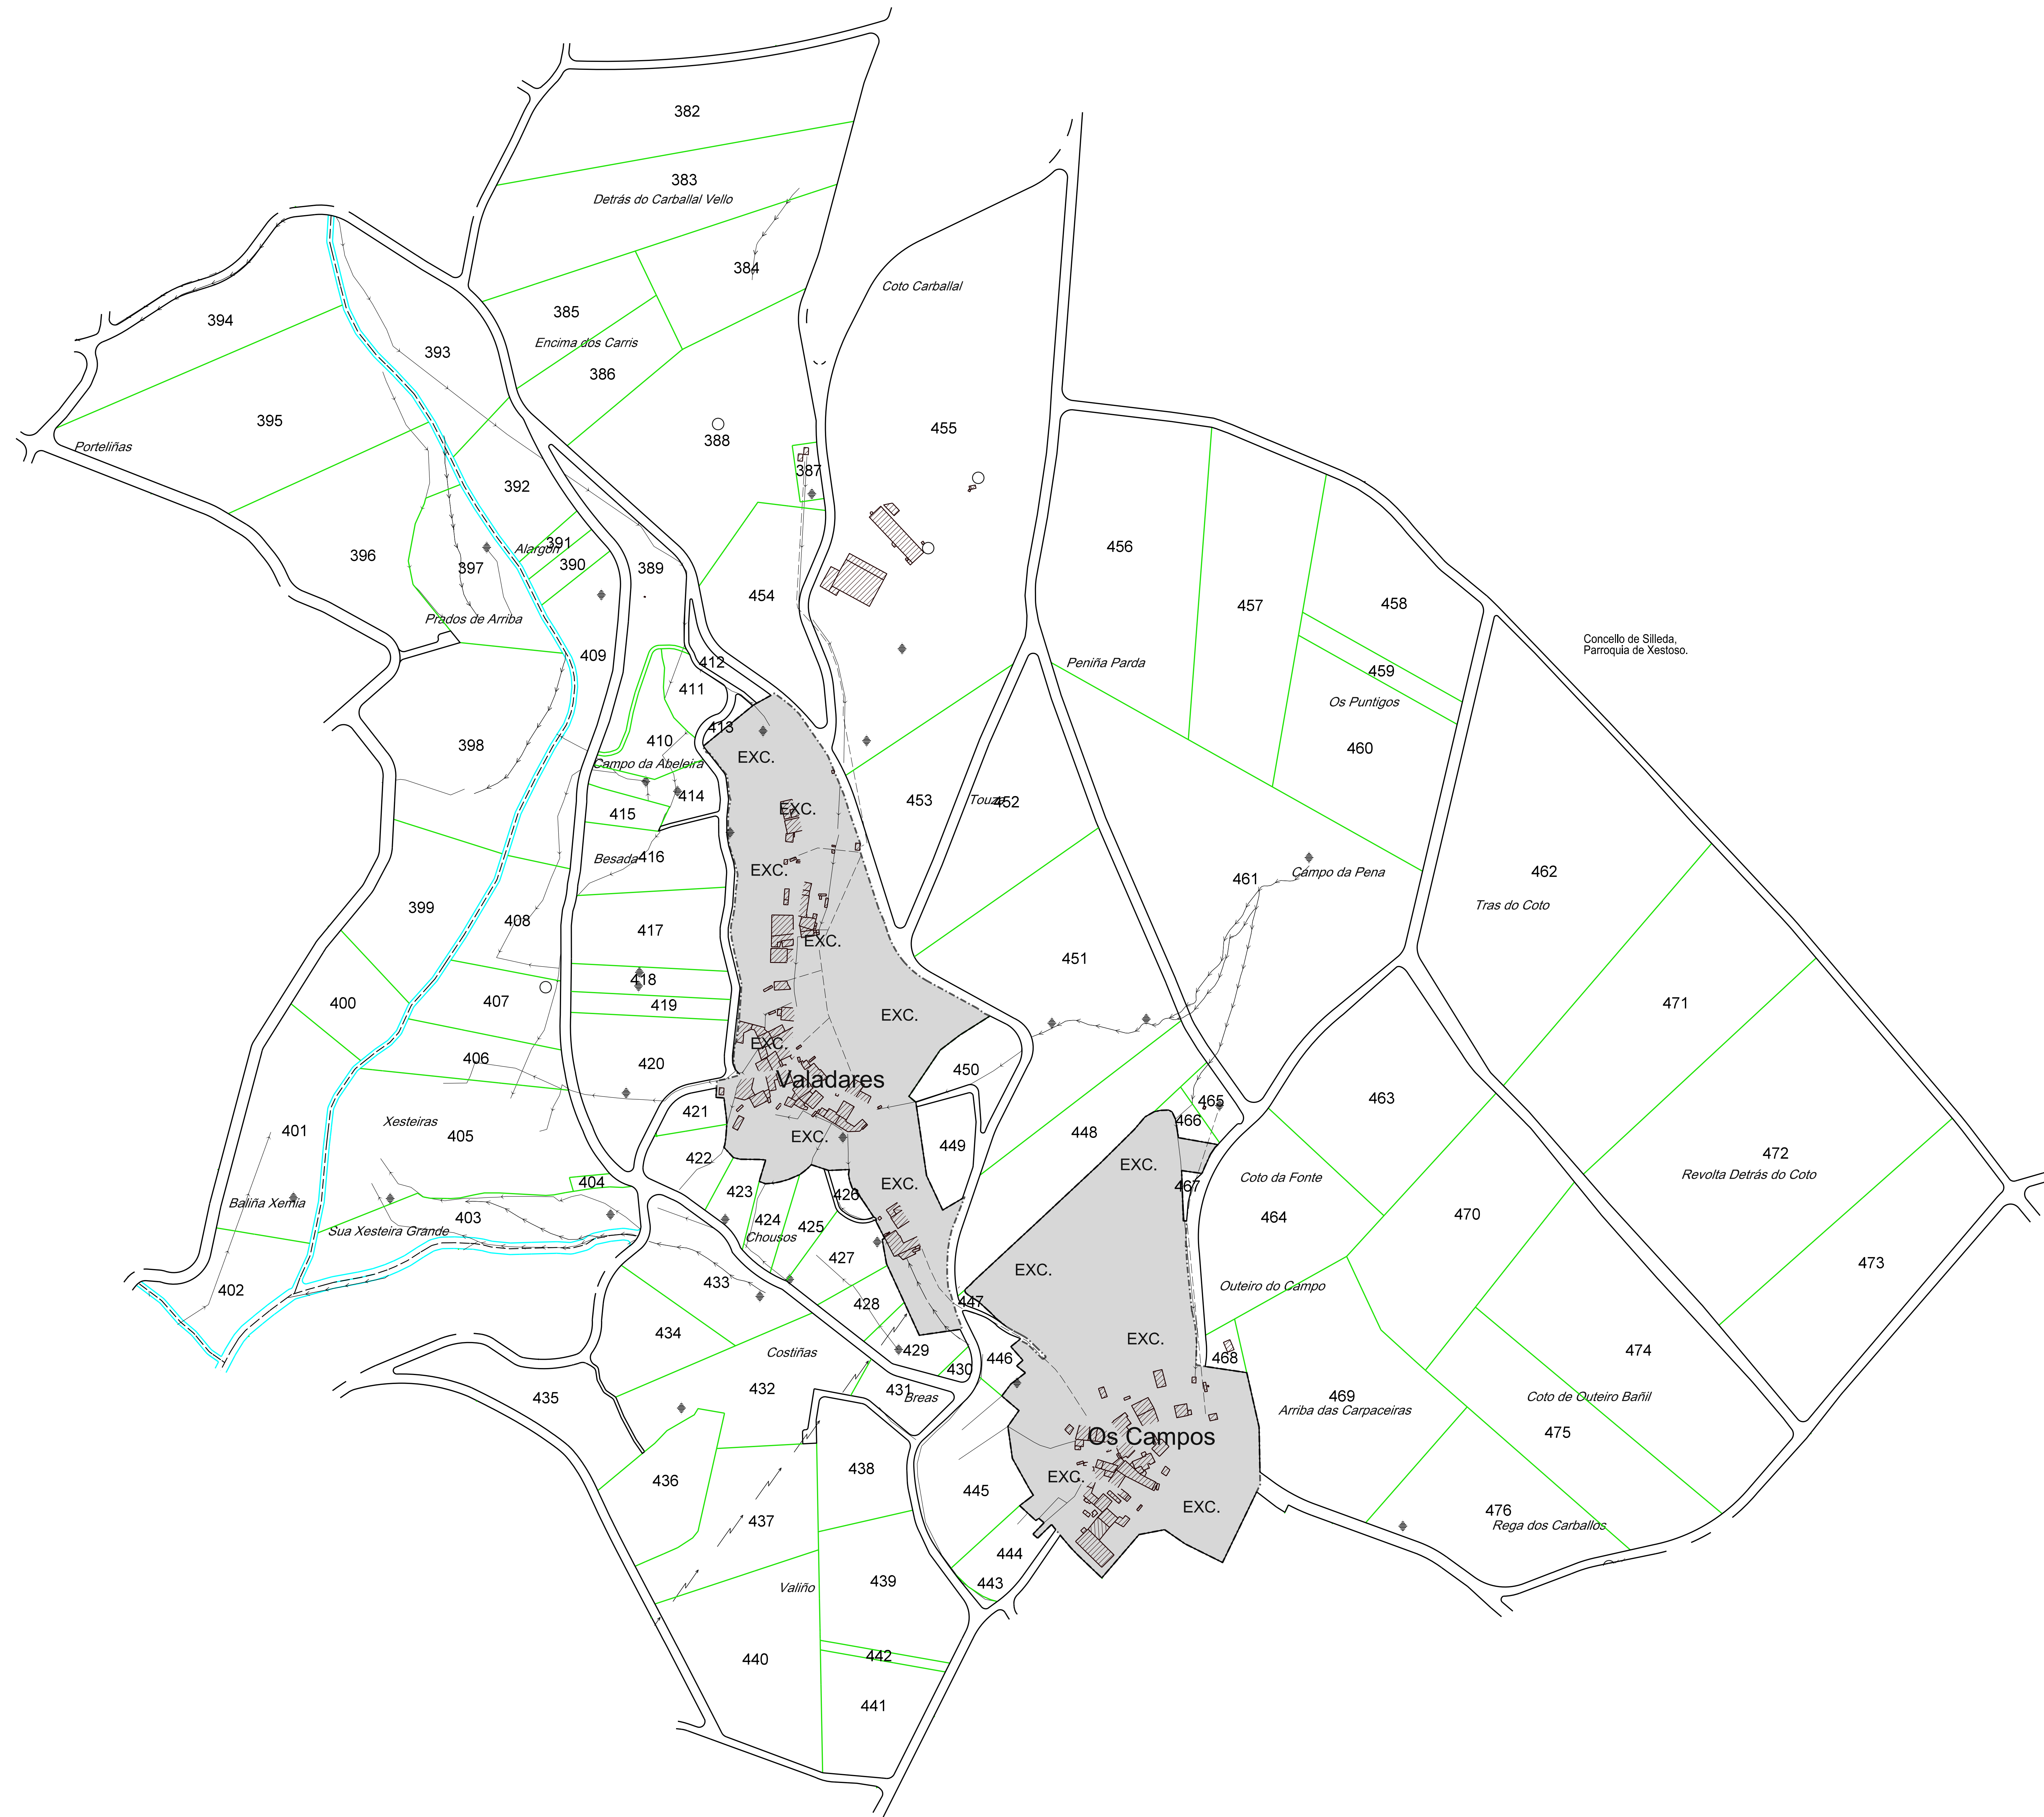 382
383
Detrás do Carballal Vello
384
Coto Carballal
394
385
393
Encima dos Carris
386
395
455
388
Porteliñas
387
392
391
Alargon
456
396
397
390
389
454
457
458
Prados de Arriba
Concello de Silleda,
Parroquia de Xestoso.
409
412
Peniña Parda
459
411
Os Puntigos
413
398
410
460
EXC.
Campo da Abeleira
414
453
Touza
452
415
EXC.
Besada
416
EXC.
461
Campo da Pena
462
399
Tras do Coto
408
417
EXC.
451
418
400
407
419
471
EXC.
EXC.
406
420
450
Valadares
463
465
421
466
401
Xesteiras
405
EXC.
448
449
472
422
EXC.
Coto da Fonte
Revolta Detrás do Coto
404
423
426
EXC.
467
Baliña Xemia
403
424
425
464
470
Sua Xesteira Grande
Chousos
427
473
433
EXC.
Outeiro do Campo
402
428
447
434
EXC.
Costiñas
429
446
468
474
430
432
431
435
Breas
469
Coto de Outeiro Bañil
Arriba das Carpaceiras
Os Campos
475
438
436
EXC.
445
EXC.
476
437
Rega dos Carballos
444
439
443
Valiño
440
442
441